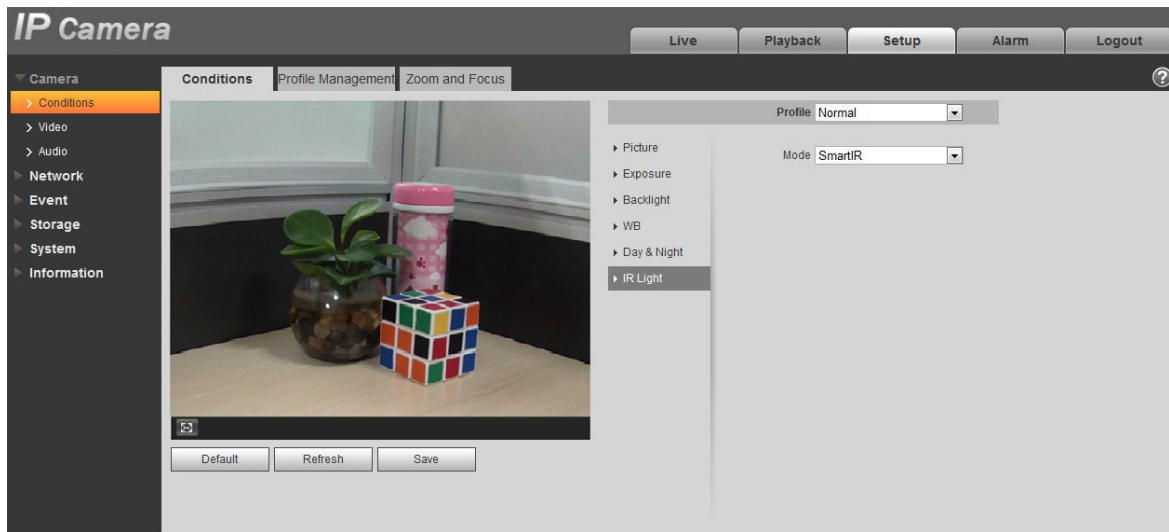 IP Camera
Live
Playback
Setup
Alarm
Logout
Camera
Conditions
Video
Audio
Network
Event
Storage
System
Information
Conditions
Profile Management
Zoom and Focus
?
Profile Normal
Picture
Exposure
Backlight
WB
Day & Night
IR Light
Mode SmartIR
Default
Refresh
Save